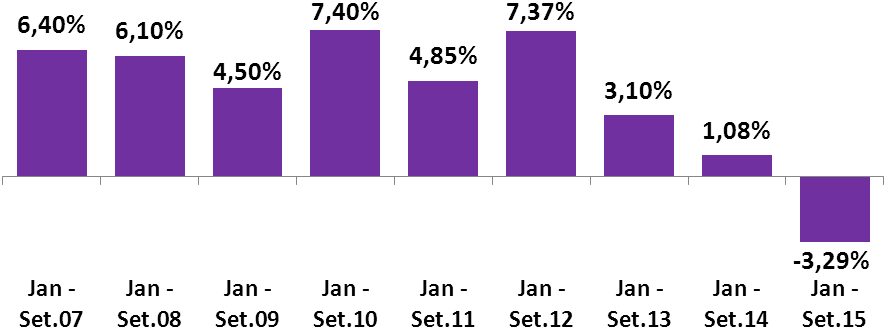 6,40%
6,10%
4,50%
7,40%
4,85%
7,37%
3,10%
1,08%
-3,29%
Jan -
Set.07
Jan -
Set.08
Jan -
Set.09
Jan -
Set.10
Jan -
Set.11
Jan -
Set.12
Jan -
Set.13
Jan -
Set.14
Jan -
Set.15